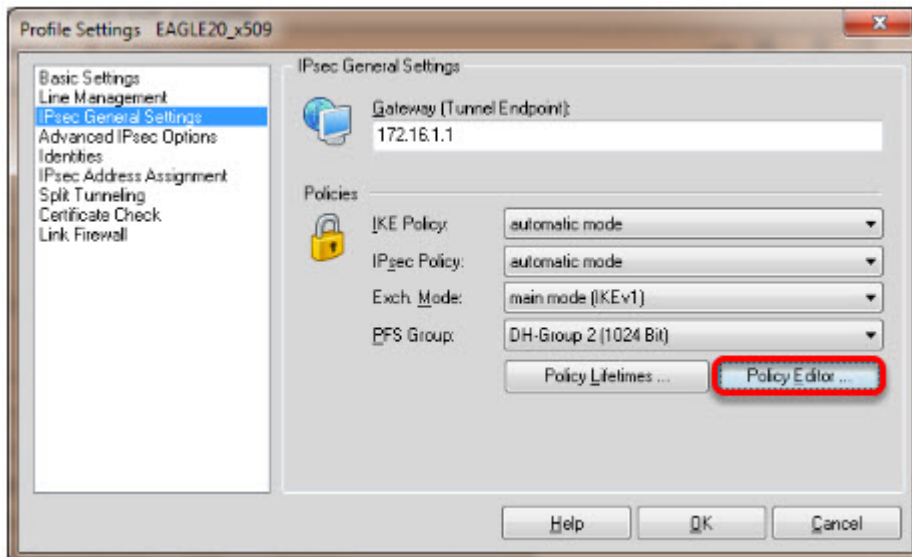 Profile Settings EAGLE20_x509
Basic Settings
Line Management
IPsec General Settings
Advanced IPsec Options
Identities
IPsec Address Assignment
Split Tunneling
Certificate Check
Link Firewall
IPsec General Settings
Gateway (Tunnel Endpoint):
172.16.1.1
Policies
IKE Policy: automatic mode
IPsec Policy: automatic mode
Exch. Mode: main mode (IKEv1)
PFS Group: DH-Group 2 (1024 Bit)
Policy Lifetimes ... Policy Editor ...
Help OK Cancel